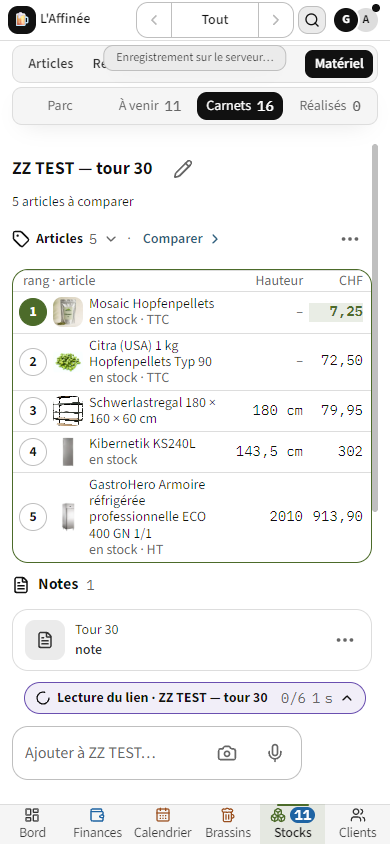 L'Affinée
Tout
G
A
Articles
Enregistrement sur le serveur…
Matériel
Parc
À venir 11
Carnets 16
Réalisés 0
ZZ TEST — tour 30
5 articles à comparer
Articles 5 · Comparer
rang · article Hauteur CHF
1 Mosaic Hopfenpellets – 7,25
en stock · TTC
2 Citra (USA) 1 kg
Hopfenpellets Typ 90 – 72,50
en stock · TTC
3 Schwerlastregal 180 × 180 cm 79,95
160 × 60 cm
4 Kibernetik KS240L 143,5 cm 302
en stock
GastroHero Armoire
réfrigérée
5 professionnelle ECO 2010 913,90
400 GN 1/1
en stock · HT
Notes 1
Tour 30
note
Lecture du lien · ZZ TEST — tour 30 0/6 1 s
Ajouter à ZZ TEST…
11
Bord Finances Calendrier Brassins Stocks Clients